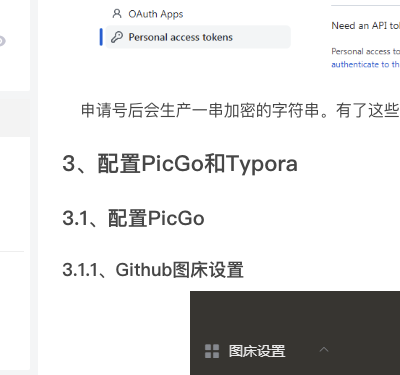 OAuth Apps
Need an API to
Personal access tokens
Personal access to
authenticate to th
申请号后会生产一串加密的字符串。有了这些
3、配置PicGo和Typora
3.1、配置PicGo
3.1.1、Github图床设置
图床设置